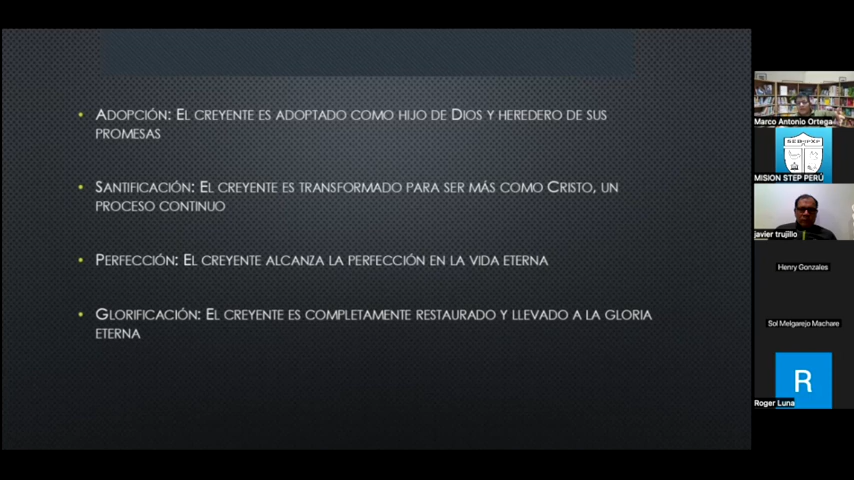 • Adopción: El creyente es adoptado como hijo de Dios y heredero de sus
promesas
• Santificación: El creyente es transformado para ser más como Cristo, un
proceso continuo
• Perfección: El creyente alcanza la perfección en la vida eterna
• Glorificación: El creyente es completamente restaurado y llevado a la gloria
eterna
Marco Antonio Ortega
MISION STEP PERÚ
javier trujillo
Henry Gonzales
Sol Melgarejo Machare
R
Roger Luna